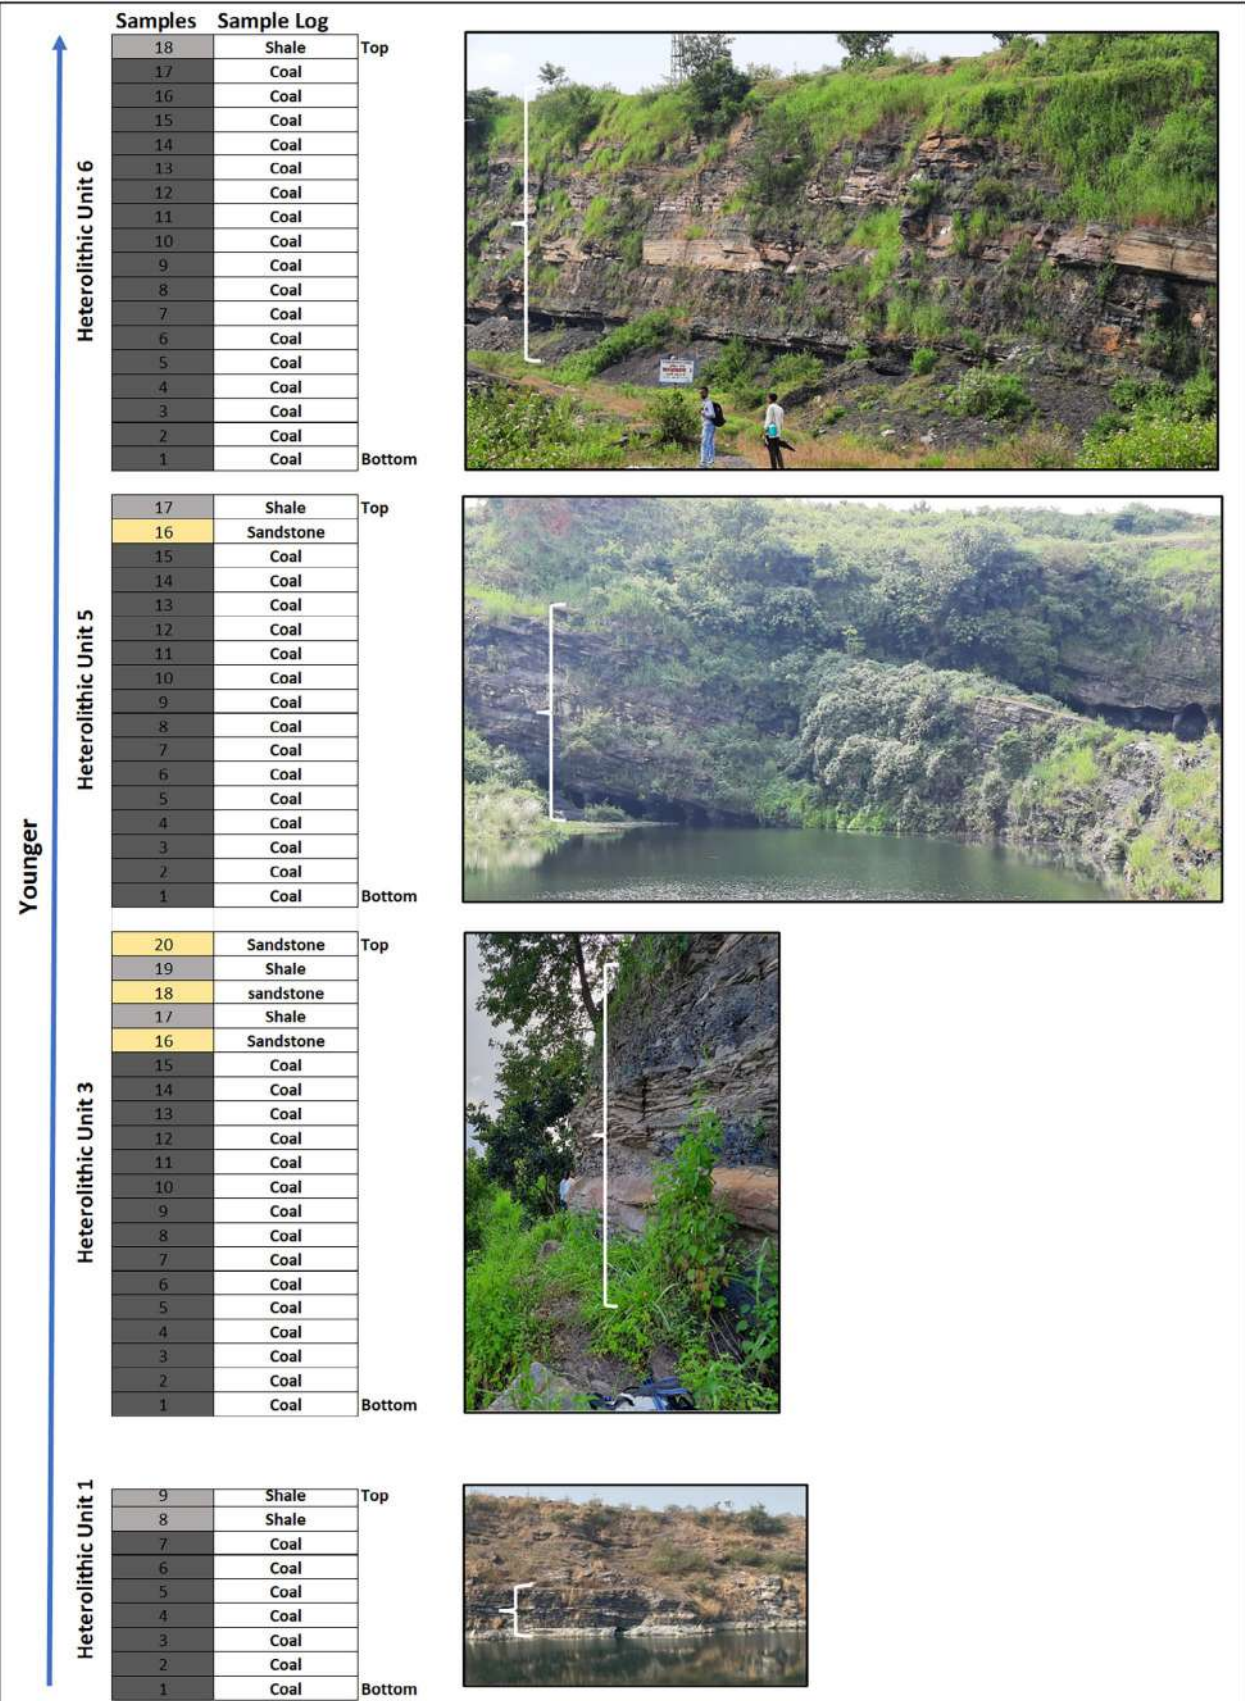 Samples Sample Log
Younger
Heterolithic Unit 6
18 Shale Top
17 Coal
16 Coal
15 Coal
14 Coal
13 Coal
12 Coal
11 Coal
10 Coal
9 Coal
8 Coal
7 Coal
6 Coal
5 Coal
4 Coal
3 Coal
2 Coal
1 Coal Bottom
Heterolithic Unit 5
17 Shale Top
16 Sandstone
15 Coal
14 Coal
13 Coal
12 Coal
11 Coal
10 Coal
9 Coal
8 Coal
7 Coal
6 Coal
5 Coal
4 Coal
3 Coal
2 Coal
1 Coal Bottom
Heterolithic Unit 3
20 Sandstone Top
19 Shale
18 sandstone
17 Shale
16 Sandstone
15 Coal
14 Coal
13 Coal
12 Coal
11 Coal
10 Coal
9 Coal
8 Coal
7 Coal
6 Coal
5 Coal
4 Coal
3 Coal
2 Coal
1 Coal Bottom
Heterolithic Unit 1
9 Shale Top
8 Shale
7 Coal
6 Coal
5 Coal
4 Coal
3 Coal
2 Coal
1 Coal Bottom